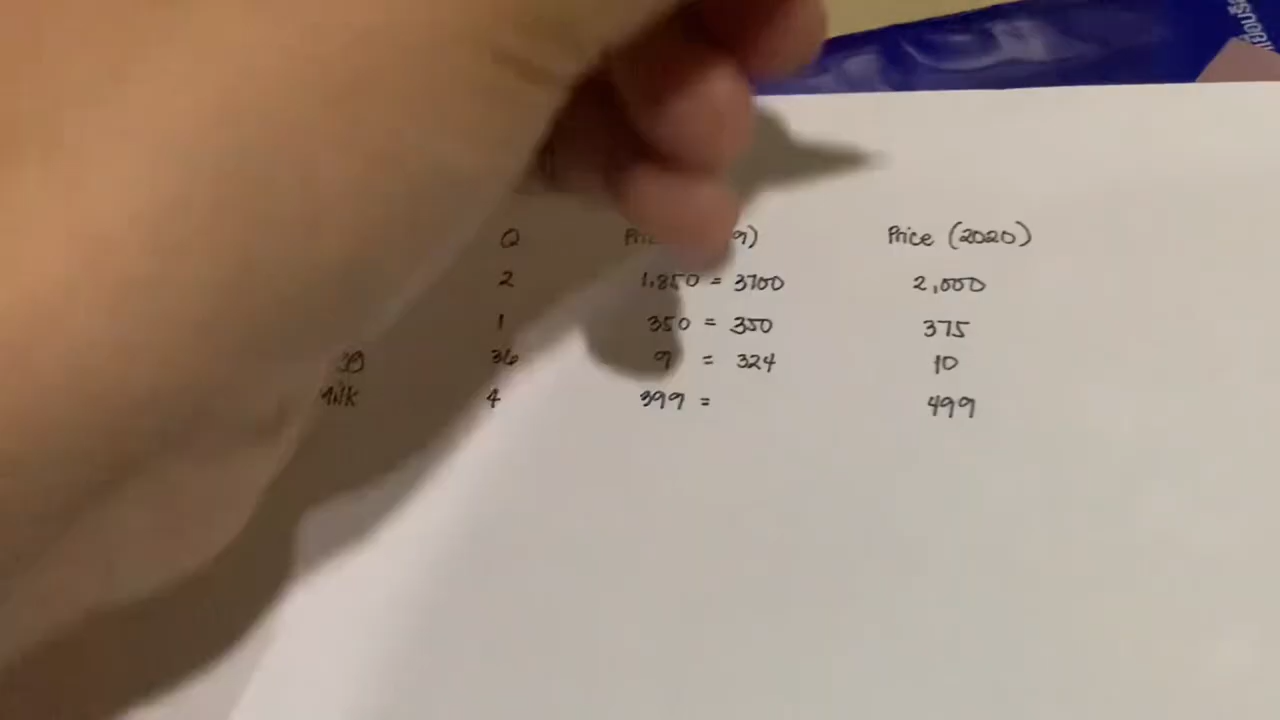 Q Price (2020)
2 1,850 = 3700 2,000
1 350 = 350 375
36 9 = 324 10
4 399 = 499